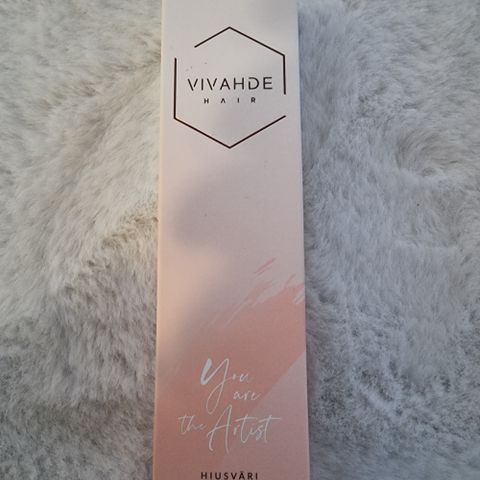 VIVAHDE
HAIR
You
are
the Artist
HIUSVÄRI